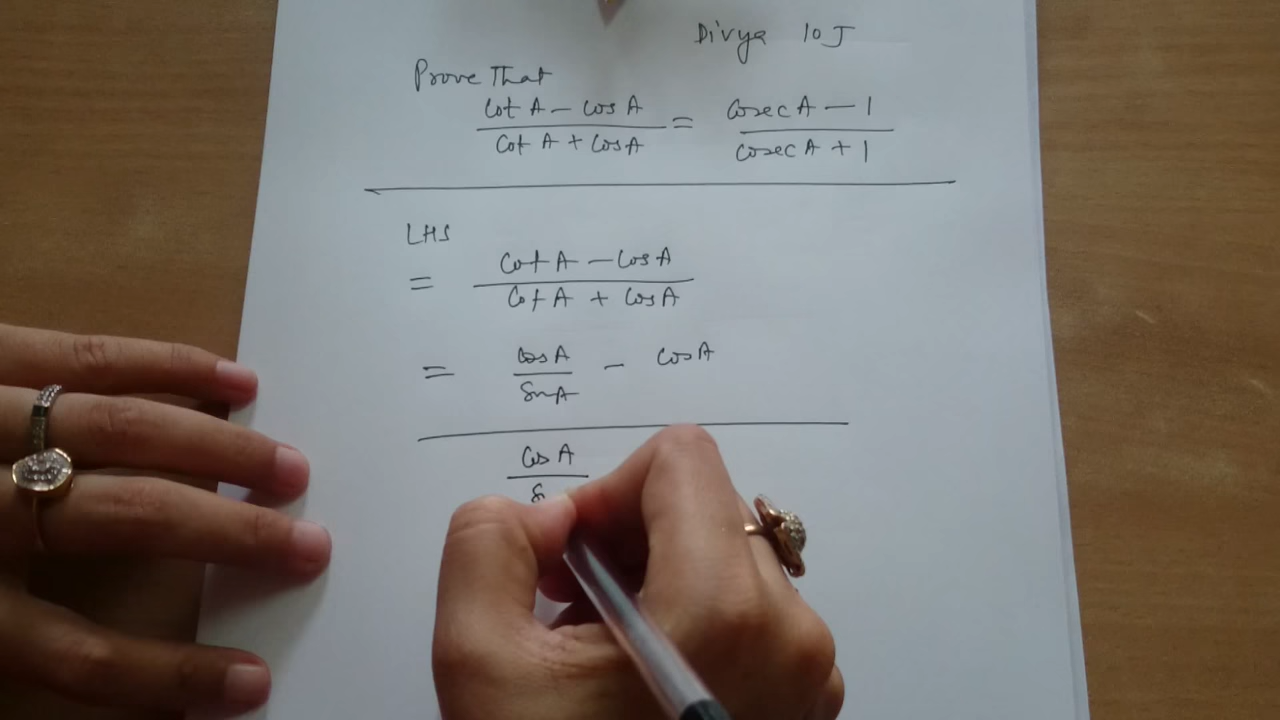 Divya 10 J
Prove That
Cot A - Cos A = Cosec A - 1
Cot A + Cos A Cosec A + 1
LHS
= Cot A - Cos A
Cot A + Cos A
= Cos A - Cos A
Sin A
Cos A
S